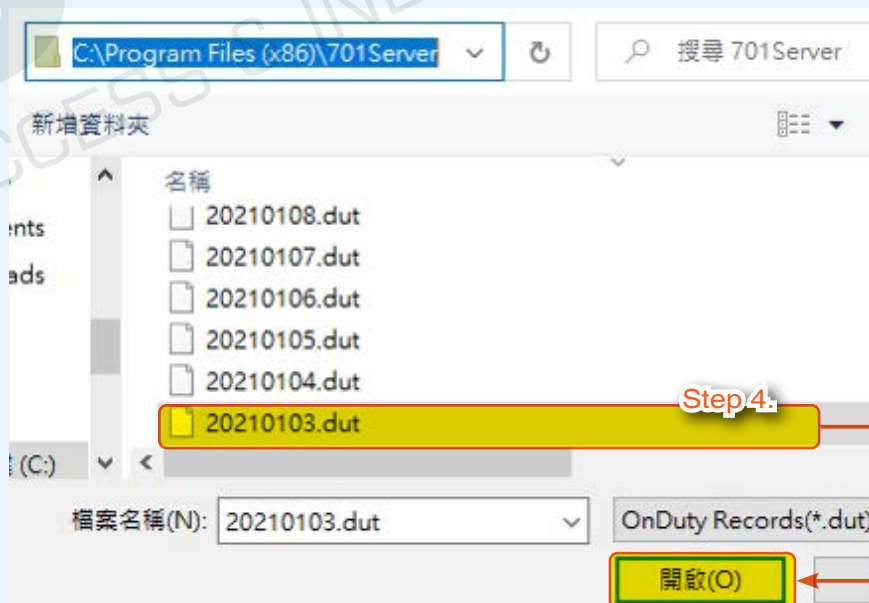 C:\Program Files (x86)\701Server
搜尋 701Server
新增資料夾
名稱
20210108.dut
20210107.dut
20210106.dut
20210105.dut
20210104.dut
Step 4.
20210103.dut
(C:)
檔案名稱(N): 20210103.dut
OnDuty Records(*.dut)
開啟(O)